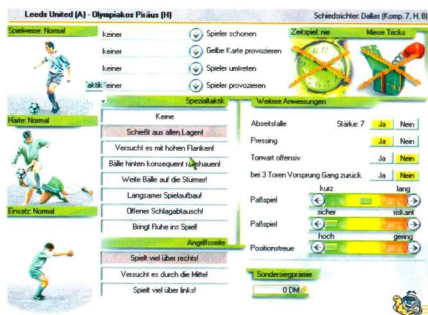 Leeds United (A) - Olympiakos Piräus (H)
Schiedsrichter: Dallas (Komp. 7, H. 8)
Spielweise: Normal
keiner
Spieler schonen
keiner
Gelbe Karte provozieren
keiner
Spieler umtreten
keiner
Spieler provozieren
Zeitspiel: nie
Miese Tricks
Härte: Normal
Einsatz: Normal
Spezialtaktik
Keine
Schießt aus allen Lagen!
Versucht es mit hohen Flanken!
Bälle hinten konsequent raushauen!
Weite Bälle auf die Stürmer!
Langsamer Spielaufbau!
Offener Schlagabtausch!
Bringt Ruhe ins Spiel!
Angriffsseite
Spielt viel über rechts!
Versucht es durch die Mitte!
Spielt viel über links!
Weitere Anweisungen
Abseitsfalle Stärke: 7 Ja Nein
Pressing Ja Nein
Torwart offensiv Ja Nein
bei 3 Toren Vorsprung Gang zurück Ja Nein
kurz lang
Paßspiel
sicher riskant
Paßspiel
hoch gering
Positionstreue
Sondersiegprämie
0 DM